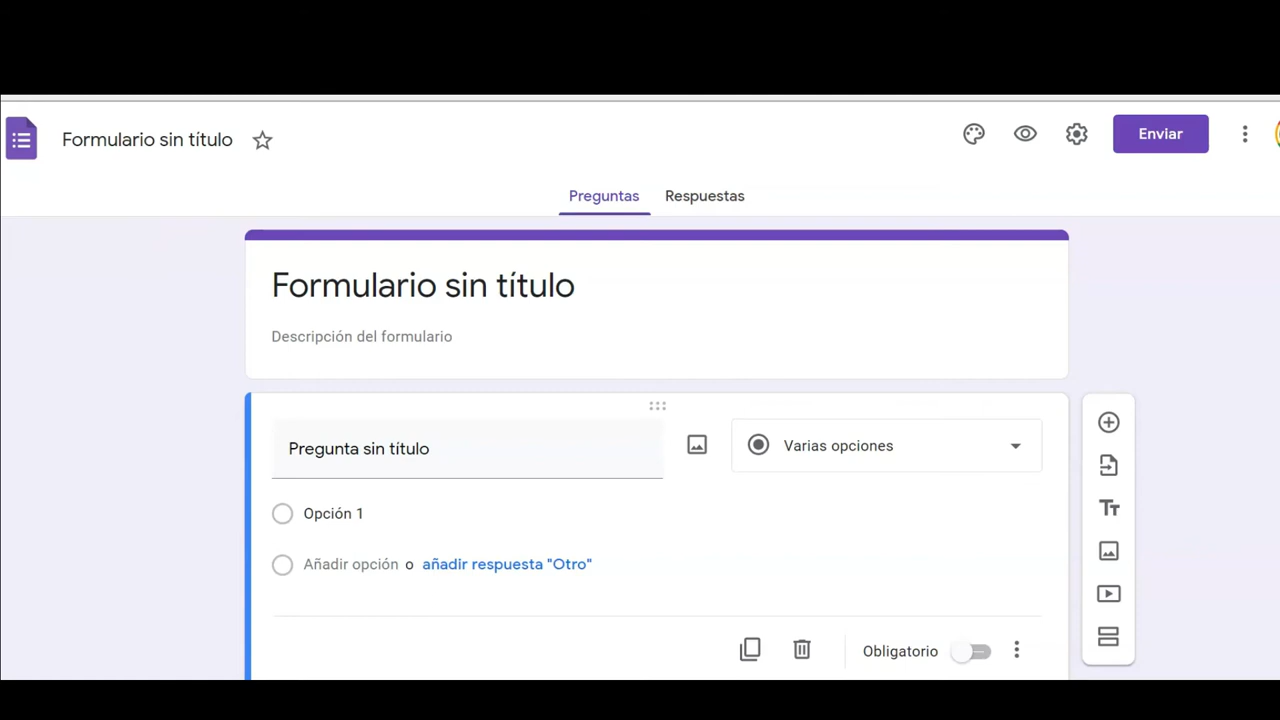 Formulario sin título
Enviar
Preguntas Respuestas
Formulario sin título
Descripción del formulario
Pregunta sin título
Varias opciones
Opción 1
Añadir opción o añadir respuesta "Otro"
Obligatorio
Tт